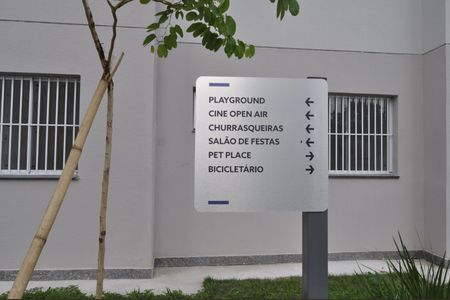 PLAYGROUND ←
CINE OPEN AIR ←
CHURRASQUEIRAS ←
SALÃO DE FESTAS ←
PET PLACE →
BICICLETÁRIO →